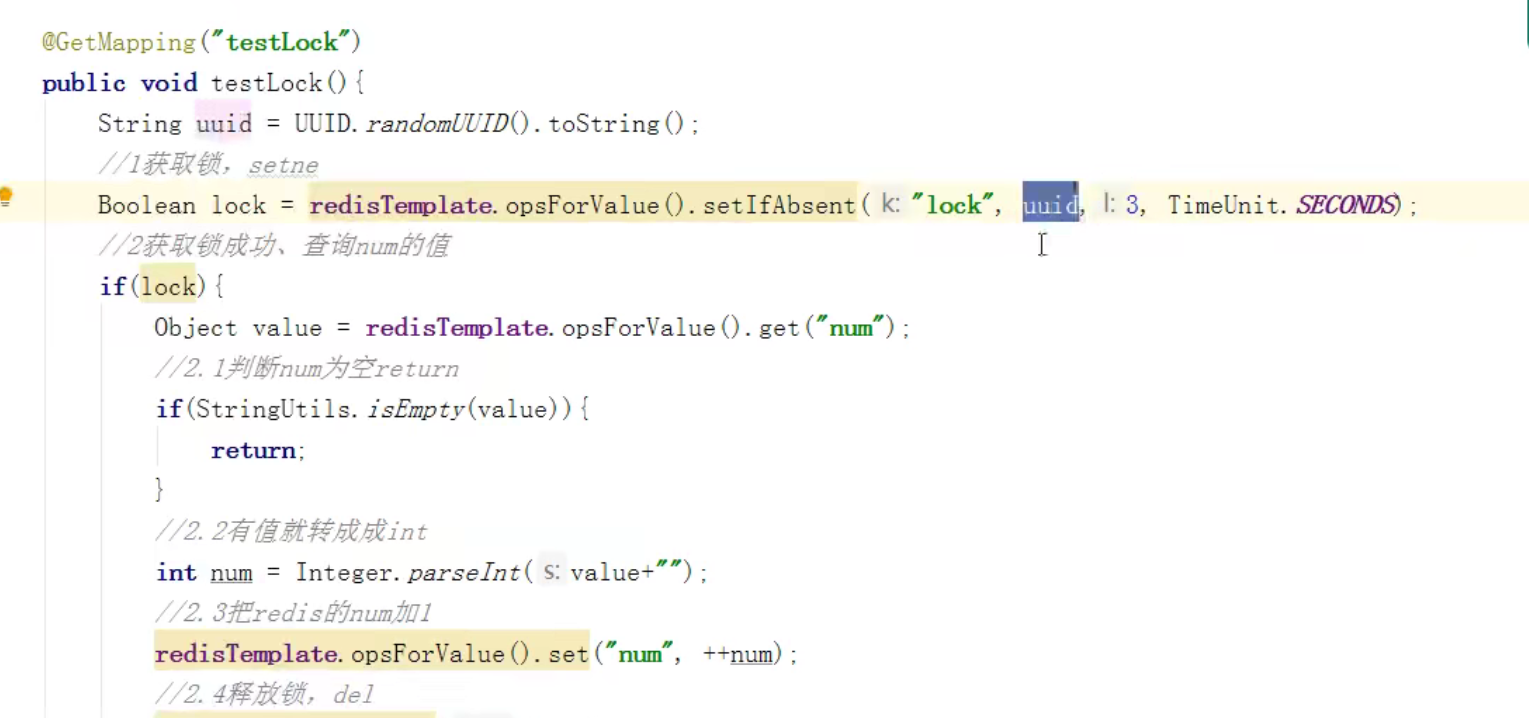 @GetMapping("testLock")
public void testLock(){
String uuid = UUID.randomUUID().toString();
//1获取锁，setne
Boolean lock = redisTemplate.opsForValue().setIfAbsent( k: "lock", uuid, l: 3, TimeUnit.SECONDS);
//2获取锁成功、查询num的值
if(lock){
Object value = redisTemplate.opsForValue().get("num");
//2.1判断num为空return
if(StringUtils.isEmpty(value)){
return;
}
//2.2有值就转成成int
int num = Integer.parseInt( s: value+"");
//2.3把redis的num加1
redisTemplate.opsForValue().set("num", ++num);
//2.4释放锁，del